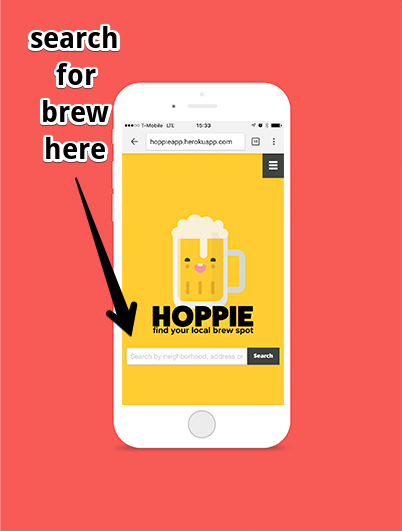 search
for
brew
here
T-Mobile LTE 15:33
hoppieapp.herokuapp.com
HOPPIE
find your local brew spot
Search by neighborhood, address or
Search